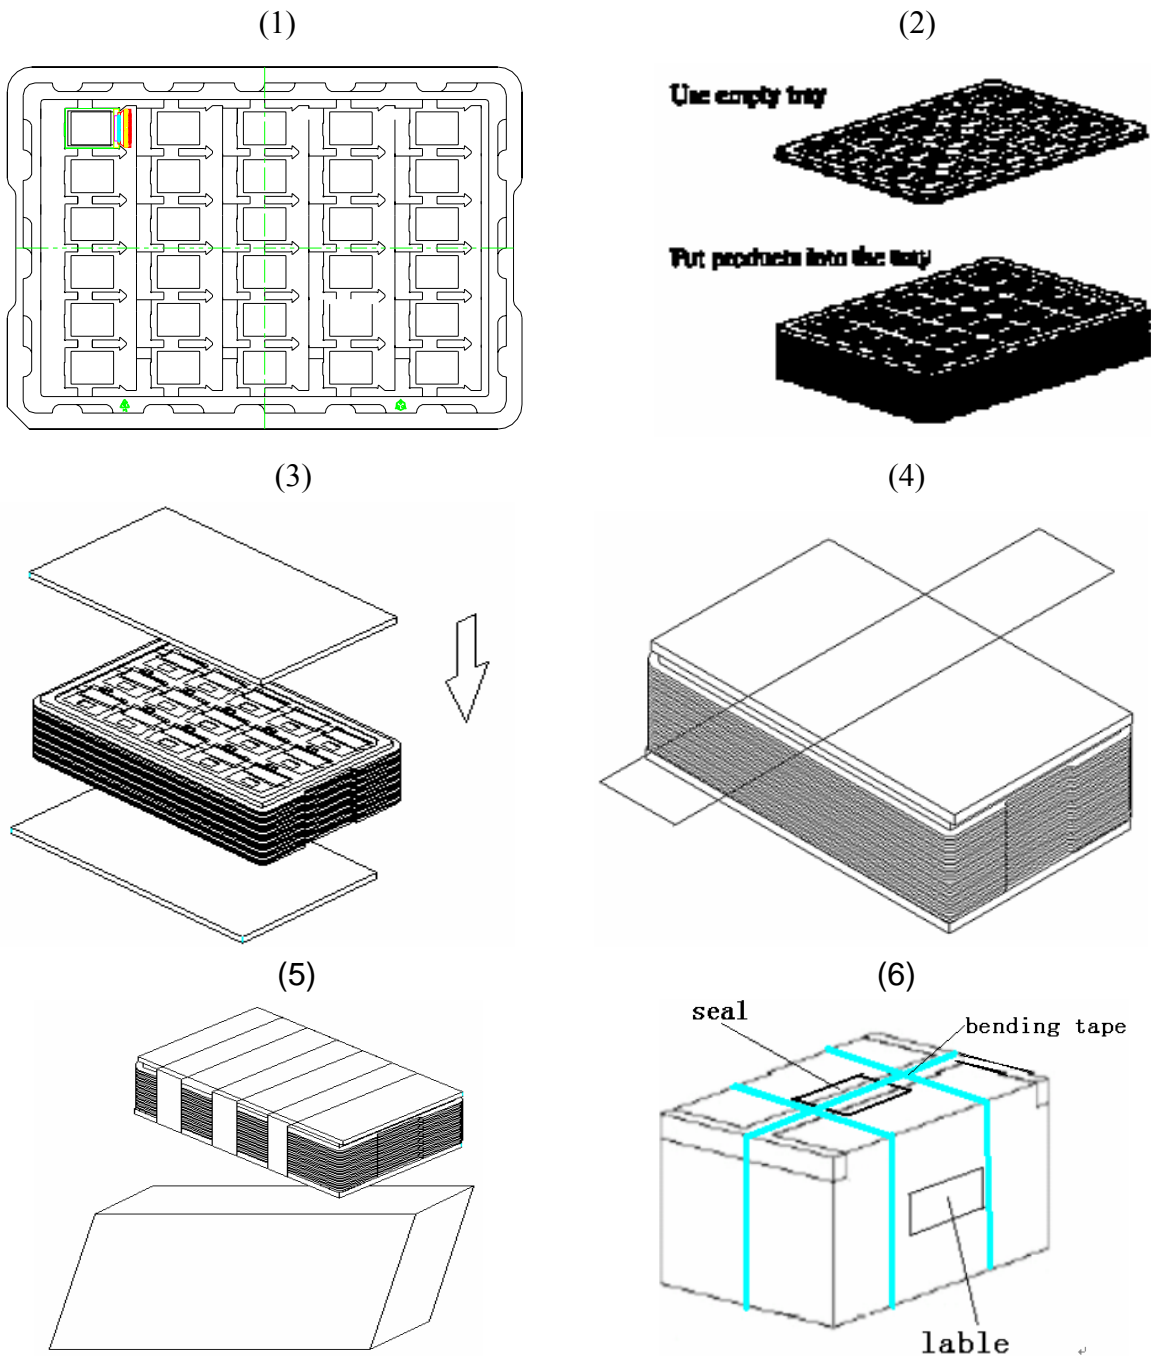 (1)
(2)
Use empty tray
Put products into the tray
(3)
(4)
(5)
(6)
seal
bending tape
lable